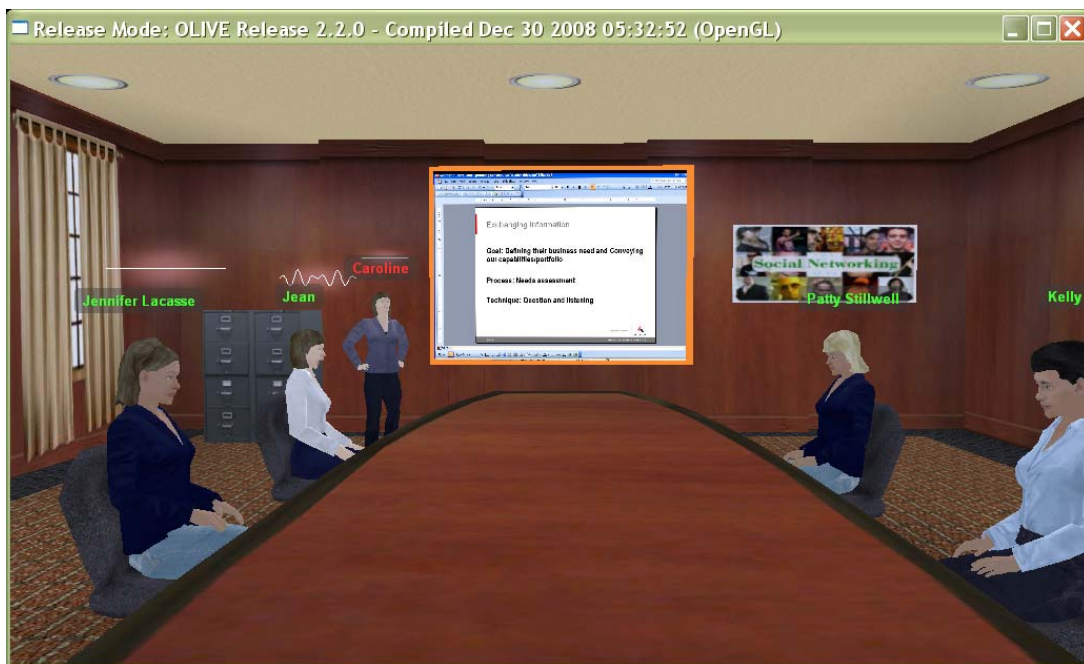 Release Mode: OLIVE Release 2.2.0 - Compiled Dec 30 2008 05:32:52 (OpenGL)
Exchanging Information
Goal: Defining their business need and Conveying
our capabilities/portfolio
Process: Needs assessment
Technique: Question and listening
Social Networking
Caroline
Jennifer Lacasse
Jean
Patty Stillwell
Kelly